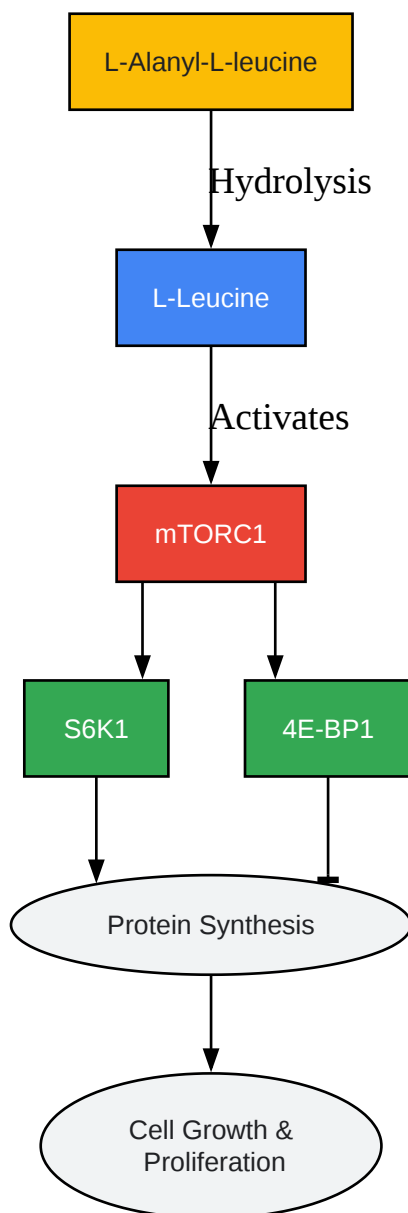 L-Alanyl-L-leucine
Hydrolysis
L-Leucine
Activates
mTORC1
S6K1
4E-BP1
Protein Synthesis
Cell Growth &
Proliferation